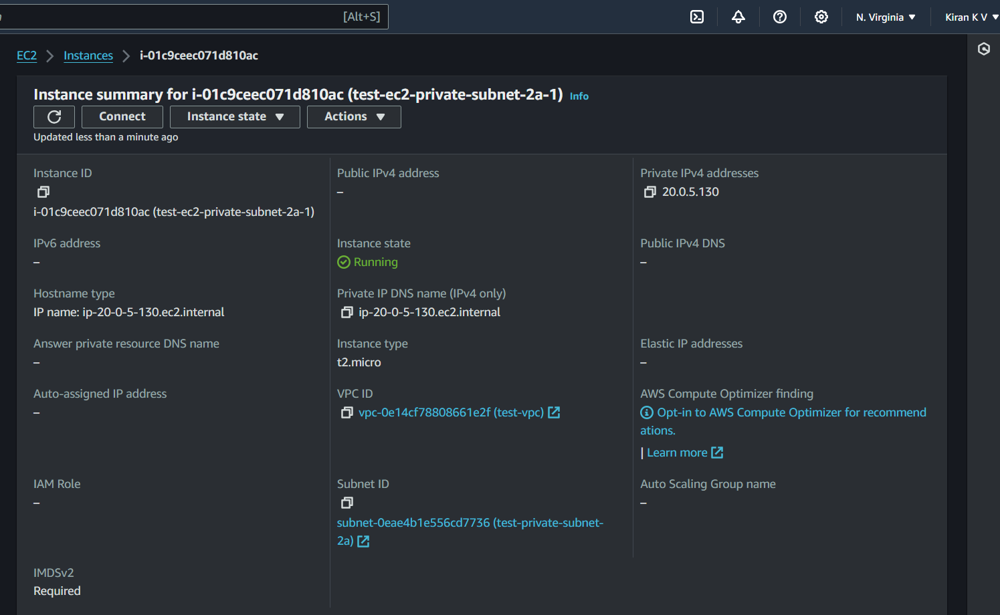 [Alt+S]
N. Virginia
Kiran K V
EC2
Instances
i-01c9ceec071d810ac
Instance summary for i-01c9ceec071d810ac (test-ec2-private-subnet-2a-1) Info
Connect
Instance state
Actions
Updated less than a minute ago
Instance ID
i-01c9ceec071d810ac (test-ec2-private-subnet-2a-1)
Public IPv4 address
–
Private IPv4 addresses
20.0.5.130
IPv6 address
–
Instance state
Running
Public IPv4 DNS
–
Hostname type
IP name: ip-20-0-5-130.ec2.internal
Private IP DNS name (IPv4 only)
ip-20-0-5-130.ec2.internal
Answer private resource DNS name
–
Instance type
t2.micro
Elastic IP addresses
–
Auto-assigned IP address
–
VPC ID
vpc-0e14cf78808661e2f (test-vpc)
AWS Compute Optimizer finding
Opt-in to AWS Compute Optimizer for recommend
ations.
| Learn more
IAM Role
–
Subnet ID
subnet-0eae4b1e556cd7736 (test-private-subnet-
2a)
Auto Scaling Group name
–
IMDSv2
Required